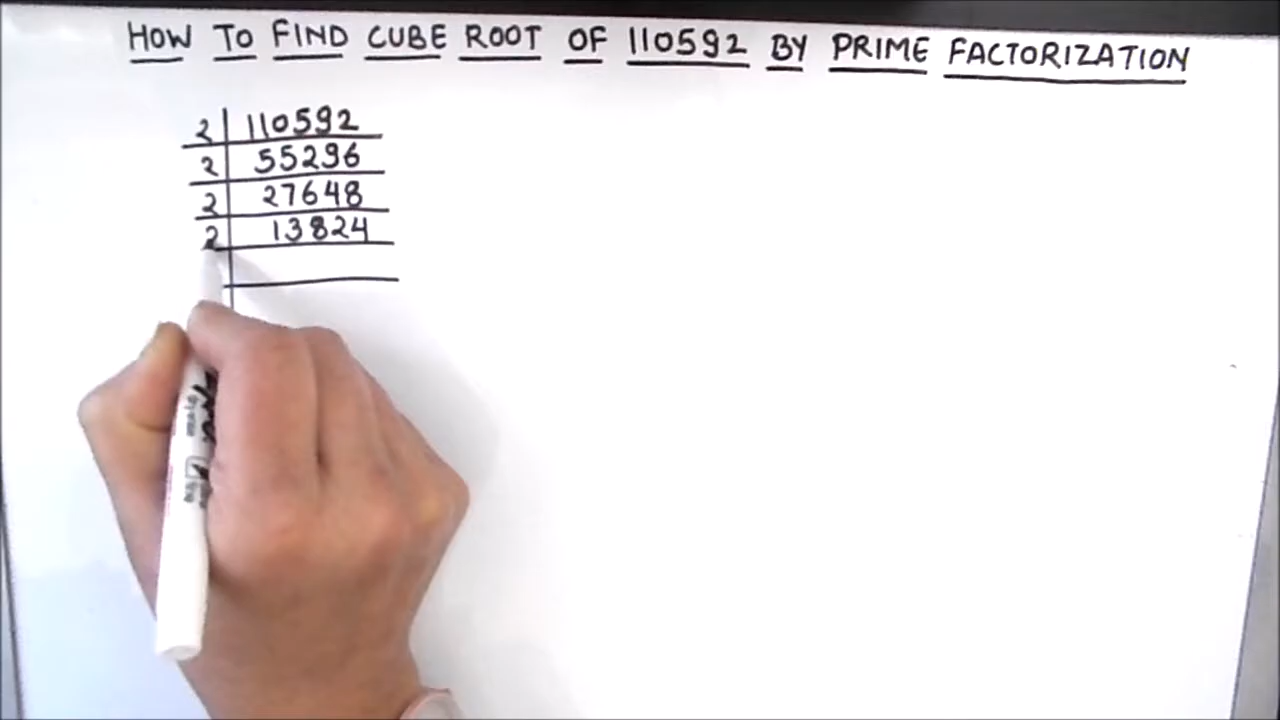 HOW TO FIND CUBE ROOT OF 110592 BY PRIME FACTORIZATION
2 110592
2 55296
2 27648
2 13824